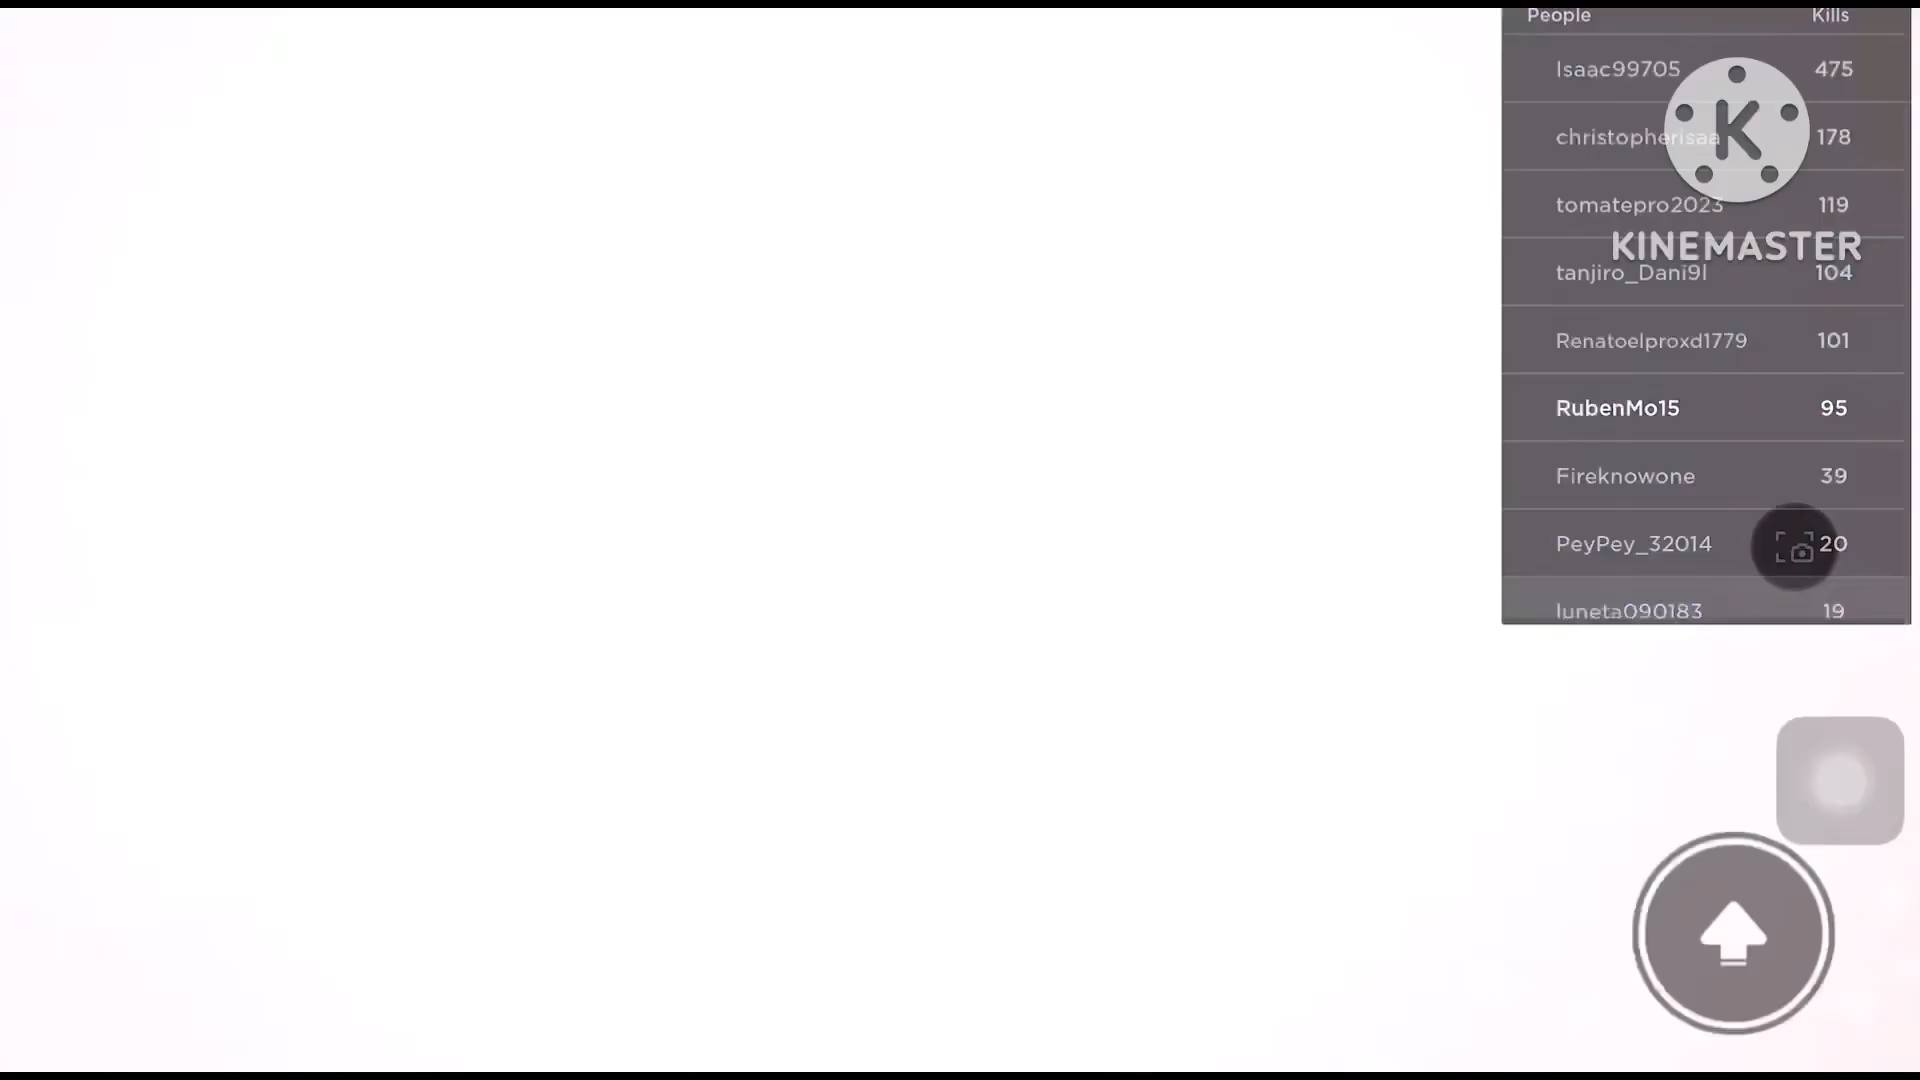 People Kills
Isaac99705 475
christopherisaa 178
tomatepro2023 119
KINEMASTER
tanjiro_Dani9l 104
Renatoelproxd1779 101
RubenMo15 95
Fireknowone 39
PeyPey_32014 20
luneta090183 19